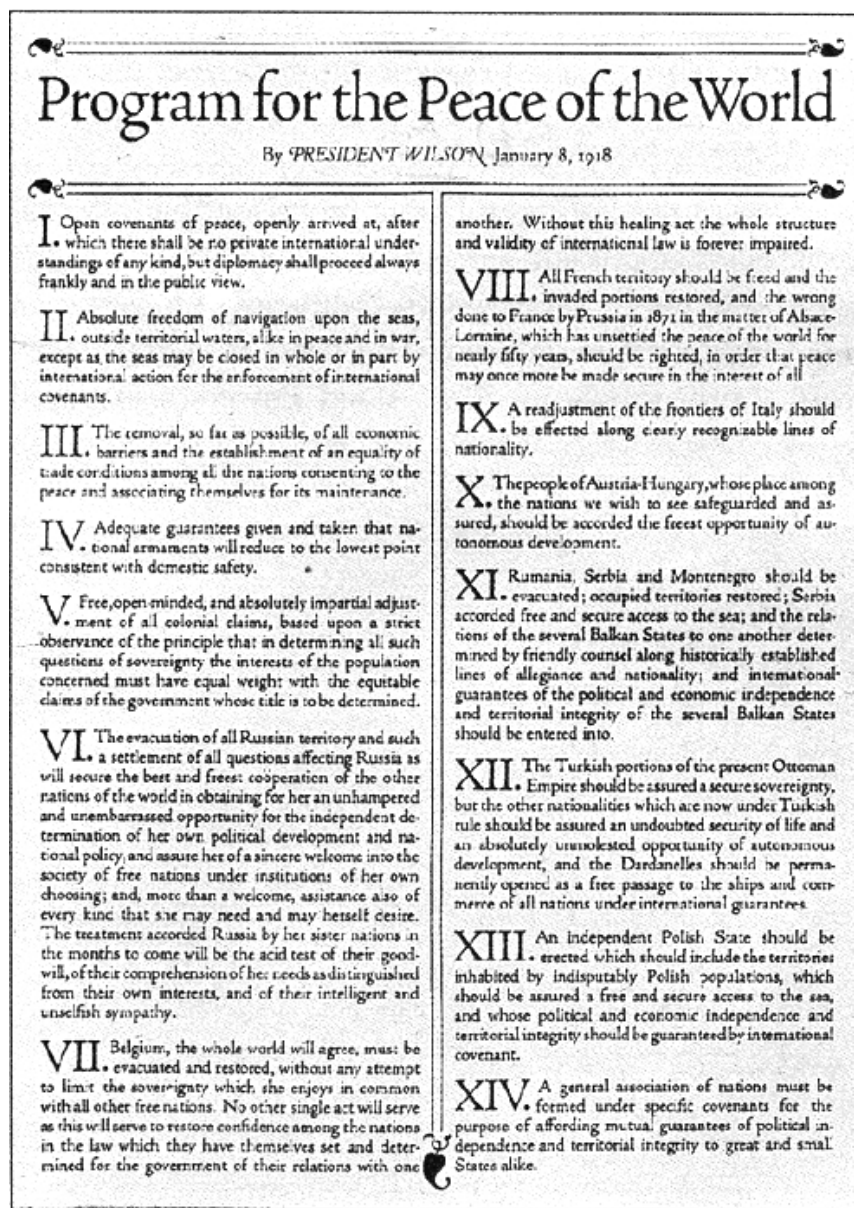 Program for the Peace of the World
By PRESIDENT WILSON January 8, 1918
I. Open covenants of peace, openly arrived at, after
which there shall be no private international under-
standings of any kind, but diplomacy shall proceed always
frankly and in the public view.
II. Absolute freedom of navigation upon the seas,
outside territorial waters, alike in peace and in war,
except as the seas may be closed in whole or in part by
international action for the enforcement of international
covenants.
III. The removal, so far as possible, of all economic
barriers and the establishment of an equality of
trade conditions among all the nations consenting to the
peace and associating themselves for its maintenance.
IV. Adequate guarantees given and taken that na-
tional armaments will reduce to the lowest point
consistent with domestic safety.
V. Free, open-minded, and absolutely impartial adjust-
ment of all colonial claims, based upon a strict
observance of the principle that in determining all such
questions of sovereignty the interests of the population
concerned must have equal weight with the equitable
claims of the government whose title is to be determined.
VI. The evacuation of all Russian territory and such
a settlement of all questions affecting Russia as
will secure the best and freest coöperation of the other
nations of the world in obtaining for her an unhampered
and unembarrassed opportunity for the independent de-
termination of her own political development and na-
tional policy, and assure her of a sincere welcome into the
society of free nations under institutions of her own
choosing; and, more than a welcome, assistance also of
every kind that she may need and may herself desire.
The treatment accorded Russia by her sister nations in
the months to come will be the acid test of their good-
will, of their comprehension of her needs as distinguished
from their own interests, and of their intelligent and
unselfish sympathy.
VII. Belgium, the whole world will agree, must be
evacuated and restored, without any attempt
to limit the sovereignty which she enjoys in common
with all other free nations. No other single act will serve
as this will serve to restore confidence among the nations
in the law which they have themselves set and deter-
mined for the government of their relations with one
another. Without this healing act the whole structure
and validity of international law is forever impaired.
VIII. All French territory should be freed and the
invaded portions restored, and the wrong
done to France by Prussia in 1871 in the matter of Alsace-
Lorraine, which has unsettled the peace of the world for
nearly fifty years, should be righted, in order that peace
may once more be made secure in the interest of all
IX. A readjustment of the frontiers of Italy should
be effected along clearly recognizable lines of
nationality.
X. The people of Austria-Hungary, whose place among
the nations we wish to see safeguarded and as-
sured, should be accorded the freest opportunity of au-
tonomous development.
XI. Rumania, Serbia and Montenegro should be
evacuated; occupied territories restored; Serbia
accorded free and secure access to the sea; and the rela-
tions of the several Balkan States to one another deter-
mined by friendly counsel along historically established
lines of allegiance and nationality; and international
guarantees of the political and economic independence
and territorial integrity of the several Balkan States
should be entered into.
XII. The Turkish portions of the present Ottoman
Empire should be assured a secure sovereignty,
but the other nationalities which are now under Turkish
rule should be assured an undoubted security of life and
an absolutely unmolested opportunity of autonomous
development, and the Dardanelles should be perma-
nently opened as a free passage to the ships and com-
merce of all nations under international guarantees.
XIII. An independent Polish State should be
erected which should include the territories
inhabited by indisputably Polish populations, which
should be assured a free and secure access to the sea,
and whose political and economic independence and
territorial integrity should be guaranteed by international
covenant.
XIV. A general association of nations must be
formed under specific covenants for the
purpose of affording mutual guarantees of political in-
dependence and territorial integrity to great and small
States alike.